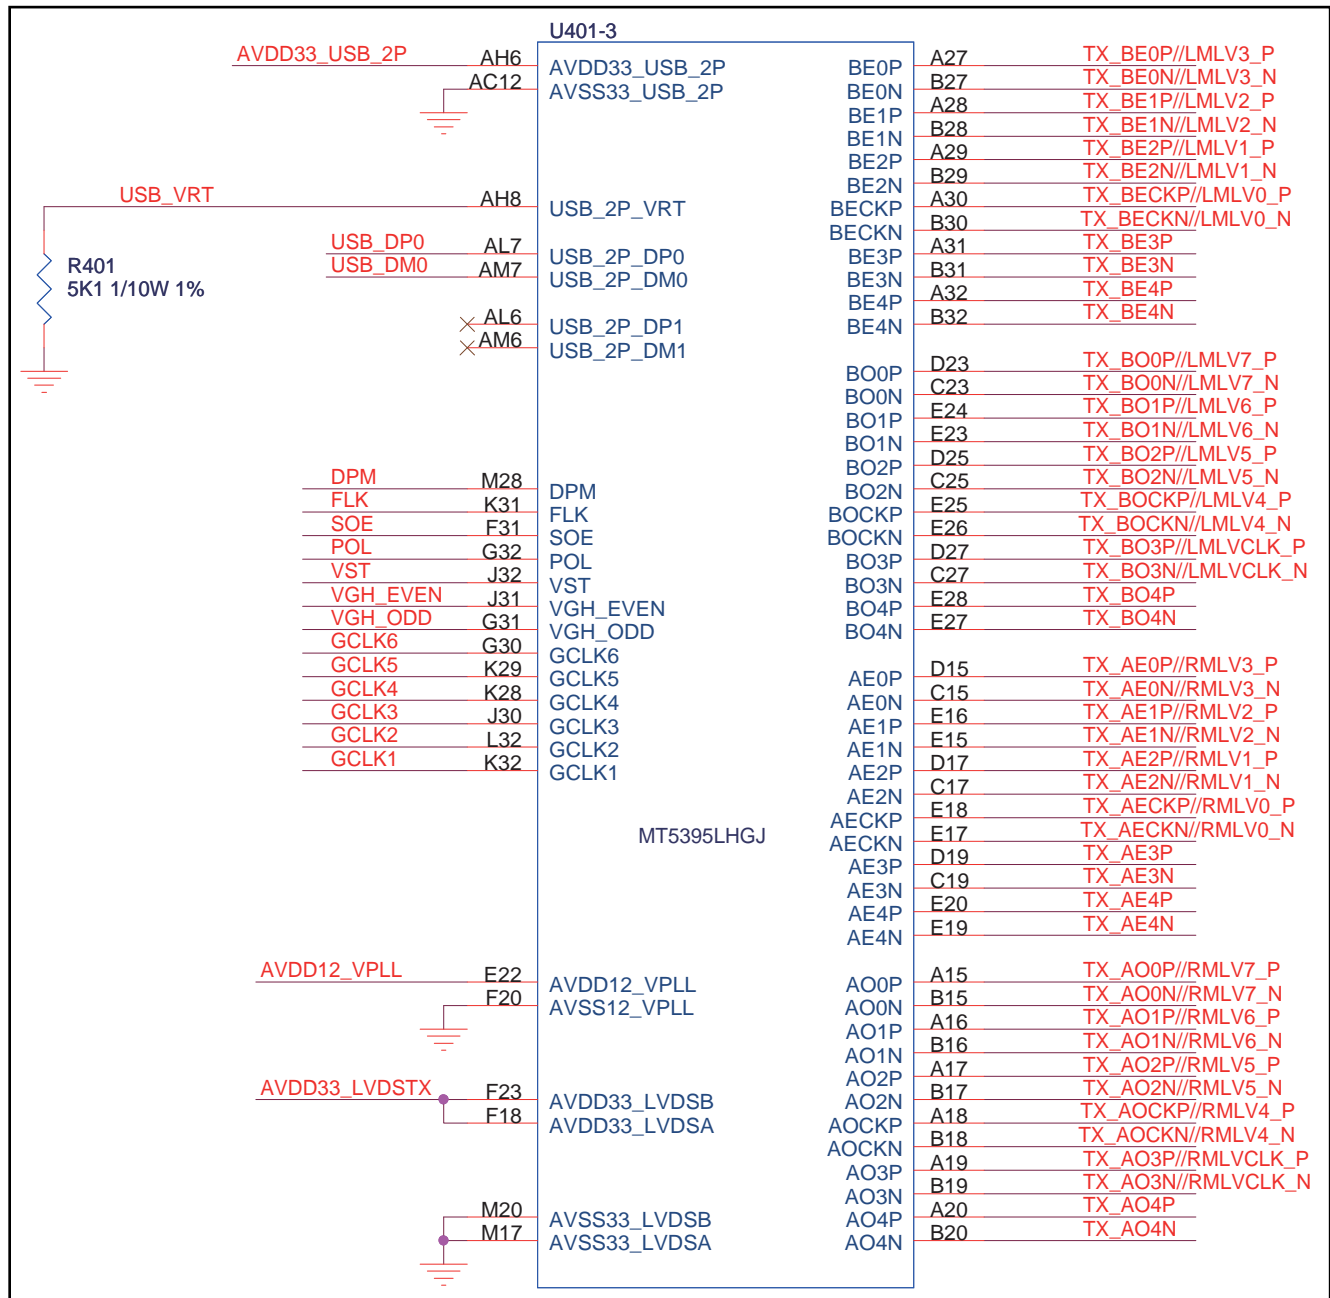 U401-3
AVDD33_USB_2P AH6 AVDD33_USB_2P
AC12 AVSS33_USB_2P
USB_VRT AH8 USB_2P_VRT
R401
5K1 1/10W 1%
USB_DP0 AL7 USB_2P_DP0
USB_DM0 AM7 USB_2P_DM0
AL6 USB_2P_DP1
AM6 USB_2P_DM1
DPM M28 DPM
FLK K31 FLK
SOE F31 SOE
POL G32 POL
VST J32 VST
VGH_EVEN J31 VGH_EVEN
VGH_ODD G31 VGH_ODD
GCLK6 G30 GCLK6
GCLK5 K29 GCLK5
GCLK4 K28 GCLK4
GCLK3 J30 GCLK3
GCLK2 L32 GCLK2
GCLK1 K32 GCLK1
MT5395LHGJ
AVDD12_VPLL E22 AVDD12_VPLL
F20 AVSS12_VPLL
AVDD33_LVDSTX F23 AVDD33_LVDSB
F18 AVDD33_LVDSA
M20 AVSS33_LVDSB
M17 AVSS33_LVDSA
BE0P A27 TX_BE0P//LMLV3_P
BE0N B27 TX_BE0N//LMLV3_N
BE1P A28 TX_BE1P//LMLV2_P
BE1N B28 TX_BE1N//LMLV2_N
BE2P A29 TX_BE2P//LMLV1_P
BE2N B29 TX_BE2N//LMLV1_N
BECKP A30 TX_BECKP//LMLV0_P
BECKN B30 TX_BECKN//LMLV0_N
BE3P A31 TX_BE3P
BE3N B31 TX_BE3N
BE4P A32 TX_BE4P
BE4N B32 TX_BE4N
BO0P D23 TX_BO0P//LMLV7_P
BO0N C23 TX_BO0N//LMLV7_N
BO1P E24 TX_BO1P//LMLV6_P
BO1N E23 TX_BO1N//LMLV6_N
BO2P D25 TX_BO2P//LMLV5_P
BO2N C25 TX_BO2N//LMLV5_N
BOCKP E25 TX_BOCKP//LMLV4_P
BOCKN E26 TX_BOCKN//LMLV4_N
BO3P D27 TX_BO3P//LMLVCLK_P
BO3N C27 TX_BO3N//LMLVCLK_N
BO4P E28 TX_BO4P
BO4N E27 TX_BO4N
AE0P D15 TX_AE0P//RMLV3_P
AE0N C15 TX_AE0N//RMLV3_N
AE1P E16 TX_AE1P//RMLV2_P
AE1N E15 TX_AE1N//RMLV2_N
AE2P D17 TX_AE2P//RMLV1_P
AE2N C17 TX_AE2N//RMLV1_N
AECKP E18 TX_AECKP//RMLV0_P
AECKN E17 TX_AECKN//RMLV0_N
AE3P D19 TX_AE3P
AE3N C19 TX_AE3N
AE4P E20 TX_AE4P
AE4N E19 TX_AE4N
AO0P A15 TX_AO0P//RMLV7_P
AO0N B15 TX_AO0N//RMLV7_N
AO1P A16 TX_AO1P//RMLV6_P
AO1N B16 TX_AO1N//RMLV6_N
AO2P A17 TX_AO2P//RMLV5_P
AO2N B17 TX_AO2N//RMLV5_N
AOCKP A18 TX_AOCKP//RMLV4_P
AOCKN B18 TX_AOCKN//RMLV4_N
AO3P A19 TX_AO3P//RMLVCLK_P
AO3N B19 TX_AO3N//RMLVCLK_N
AO4P A20 TX_AO4P
AO4N B20 TX_AO4N